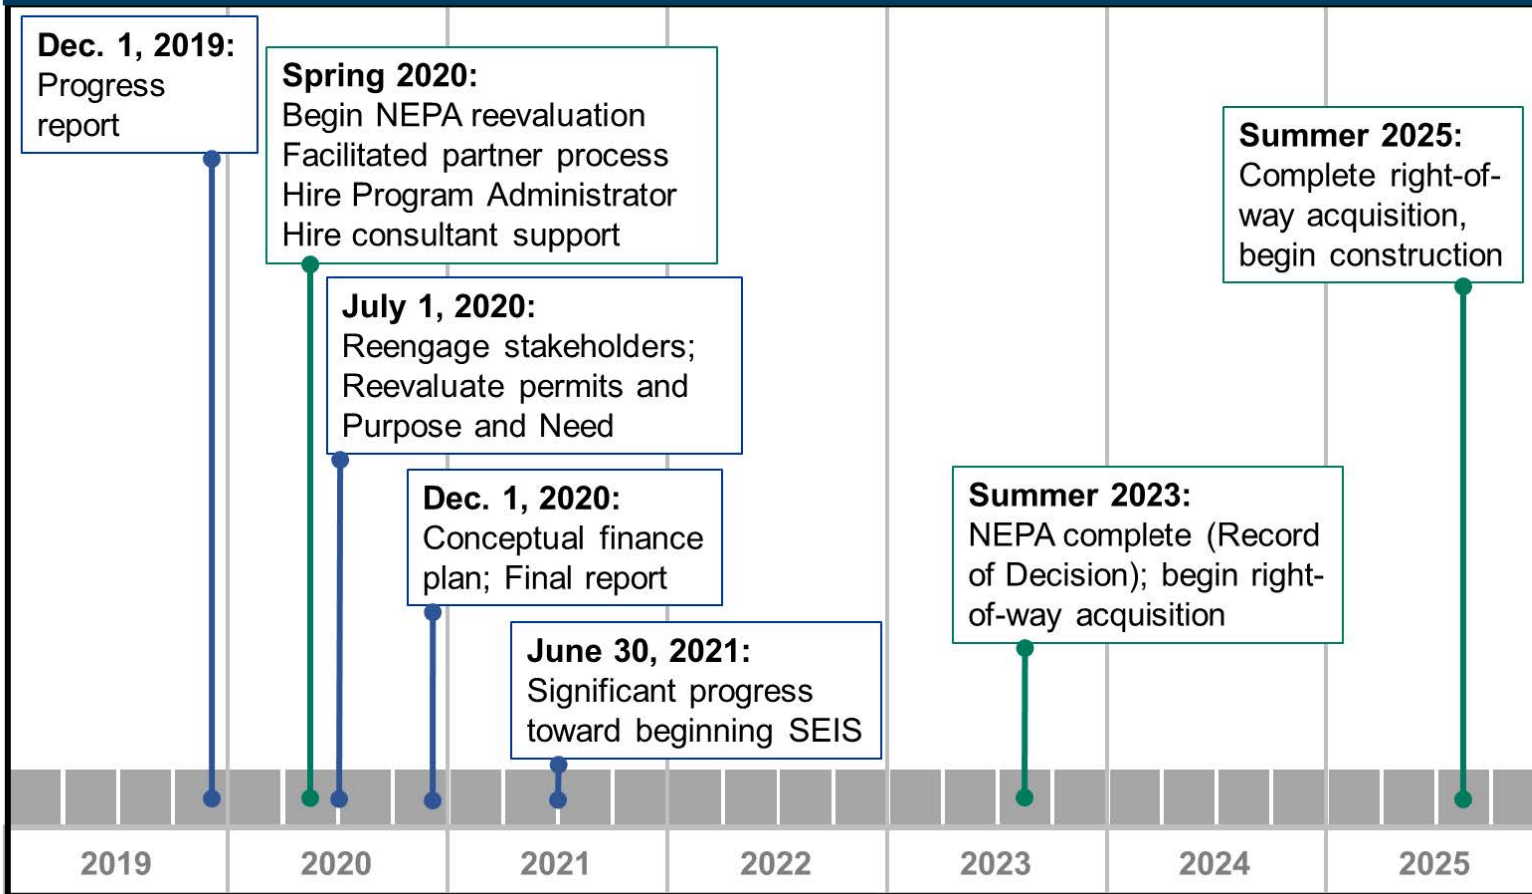 Dec. 1, 2019:
Progress
report
Spring 2020:
Begin NEPA reevaluation
Facilitated partner process
Hire Program Administrator
Hire consultant support
July 1, 2020:
Reengage stakeholders;
Reevaluate permits and
Purpose and Need
Dec. 1, 2020:
Conceptual finance
plan; Final report
June 30, 2021:
Significant progress
toward beginning SEIS
Summer 2023:
NEPA complete (Record
of Decision); begin right-
of-way acquisition
Summer 2025:
Complete right-of-
way acquisition,
begin construction
2019 2020 2021 2022 2023 2024 2025